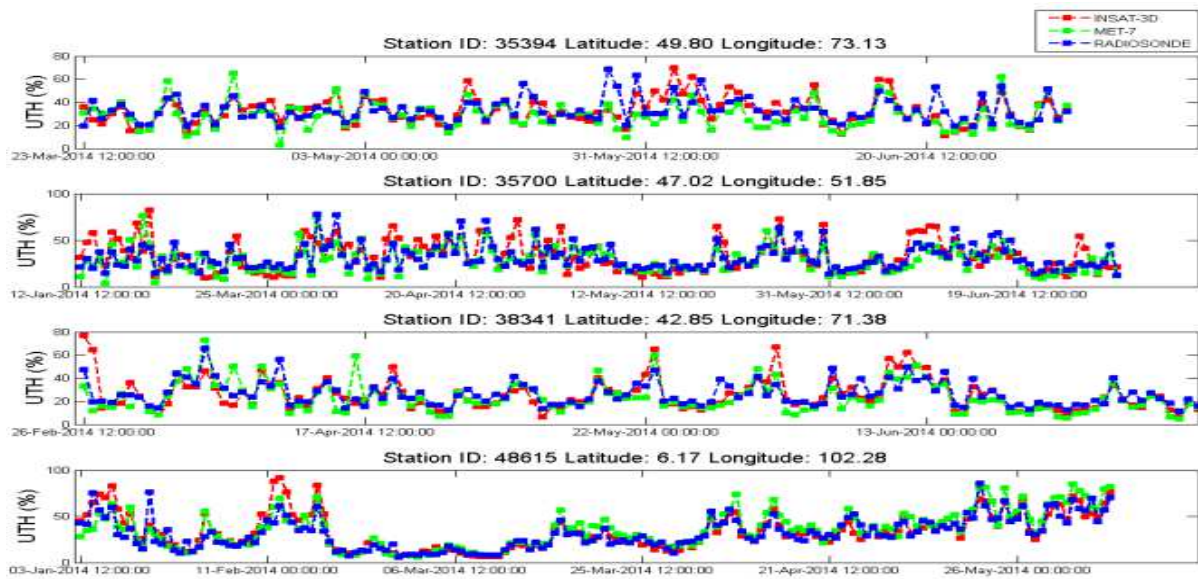 INSAT-3D
MET-7
RADIOSONDE
Station ID: 35394 Latitude: 49.80 Longitude: 73.13
UTH (%)
80
60
40
20
0
23-Mar-2014 12:00:00 03-May-2014 00:00:00 31-May-2014 12:00:00 20-Jun-2014 12:00:00
Station ID: 35700 Latitude: 47.02 Longitude: 51.85
UTH (%)
100
50
0
12-Jan-2014 12:00:00 25-Mar-2014 00:00:00 20-Apr-2014 12:00:00 12-May-2014 00:00:00 31-May-2014 12:00:00 19-Jun-2014 12:00:00
Station ID: 38341 Latitude: 42.85 Longitude: 71.38
UTH (%)
80
60
40
20
0
26-Feb-2014 12:00:00 17-Apr-2014 12:00:00 22-May-2014 00:00:00 13-Jun-2014 00:00:00
Station ID: 48615 Latitude: 6.17 Longitude: 102.28
UTH (%)
100
50
0
03-Jan-2014 12:00:00 11-Feb-2014 00:00:00 06-Mar-2014 12:00:00 25-Mar-2014 12:00:00 21-Apr-2014 12:00:00 26-May-2014 00:00:00